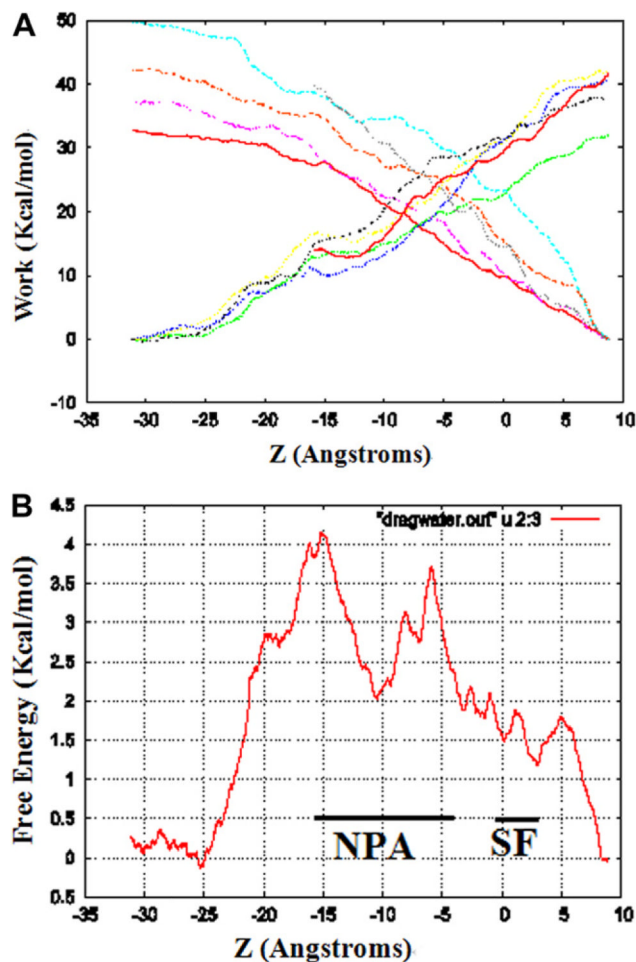 A
50
40
30
20
10
0
-10
Work (Kcal/mol)
-35 -30 -25 -20 -15 -10 -5 0 5 10
Z (Angstroms)
B
"dragwater.out" u 2:3
4.5
4
3.5
3
2.5
2
1.5
1
0.5
0
0.5
Free Energy (Kcal/mol)
NPA
SF
-35 -30 -25 -20 -15 -10 -5 0 5 10
Z (Angstroms)